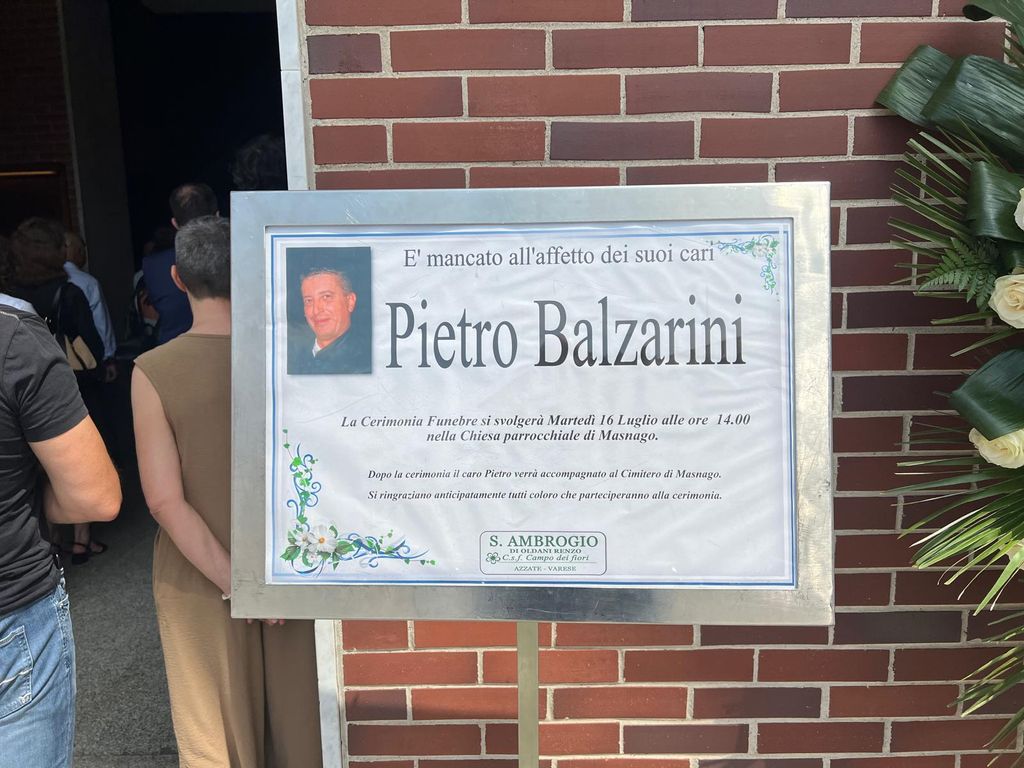 E' mancato all'affetto dei suoi cari
Pietro Balzarini
La Cerimonia Funebre si svolgerà Martedì 16 Luglio alle ore 14.00
nella Chiesa parrocchiale di Masnago.
Dopo la cerimonia il caro Pietro verrà accompagnato al Cimitero di Masnago.
Si ringraziano anticipatamente tutti coloro che parteciperanno alla cerimonia.
S. AMBROGIO
DI OLDANI RENZO
C.s.f. Campo dei fiori
AZZATE - VARESE